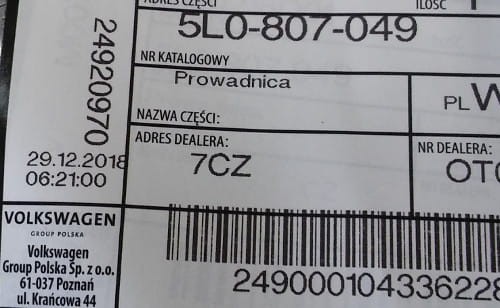 ADRES CZĘŚCI
ILOŚĆ
5L0-807-049
NR KATALOGOWY
Prowadnica
NAZWA CZĘŚCI:
PL
ADRES DEALERA:
7CZ
NR DEALERA:
24920970
29.12.2018
06:21:00
VOLKSWAGEN
GROUP POLSKA
Volkswagen
Group Polska Sp. z o.o.
61-037 Poznań
ul. Krańcowa 44
249000104336228